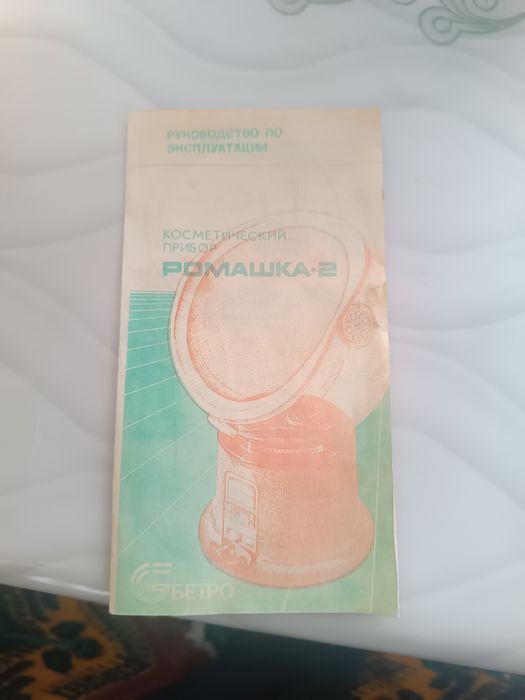 РУКОВОДСТВО ПО
ЭКСПЛУАТАЦИИ
КОСМЕТИЧЕСКИЙ
ПРИБОР
РОМАШКА-2
БЕТРО